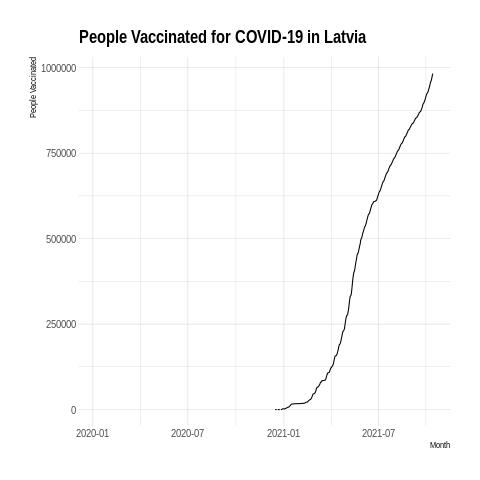 People Vaccinated for COVID-19 in Latvia
People Vaccinated
1000000
750000
500000
250000
0
2020-01 2020-07 2021-01 2021-07
Month